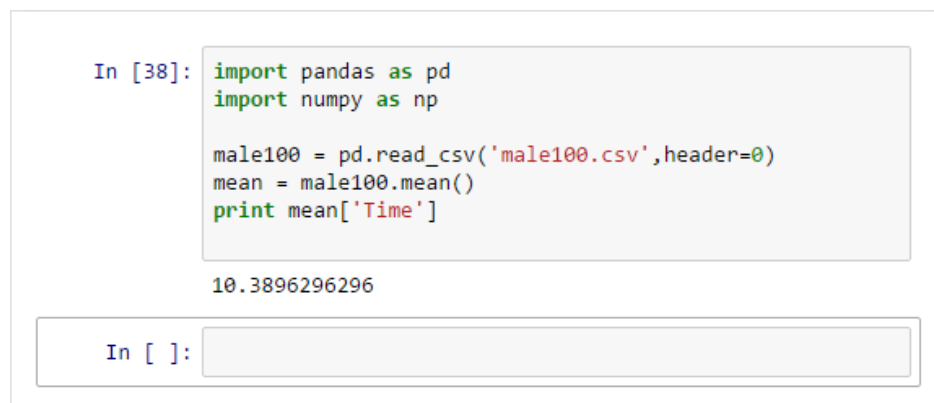 In [38]: import pandas as pd
import numpy as np
male100 = pd.read_csv('male100.csv',header=0)
mean = male100.mean()
print mean['Time']
10.3896296296
In [ ]: